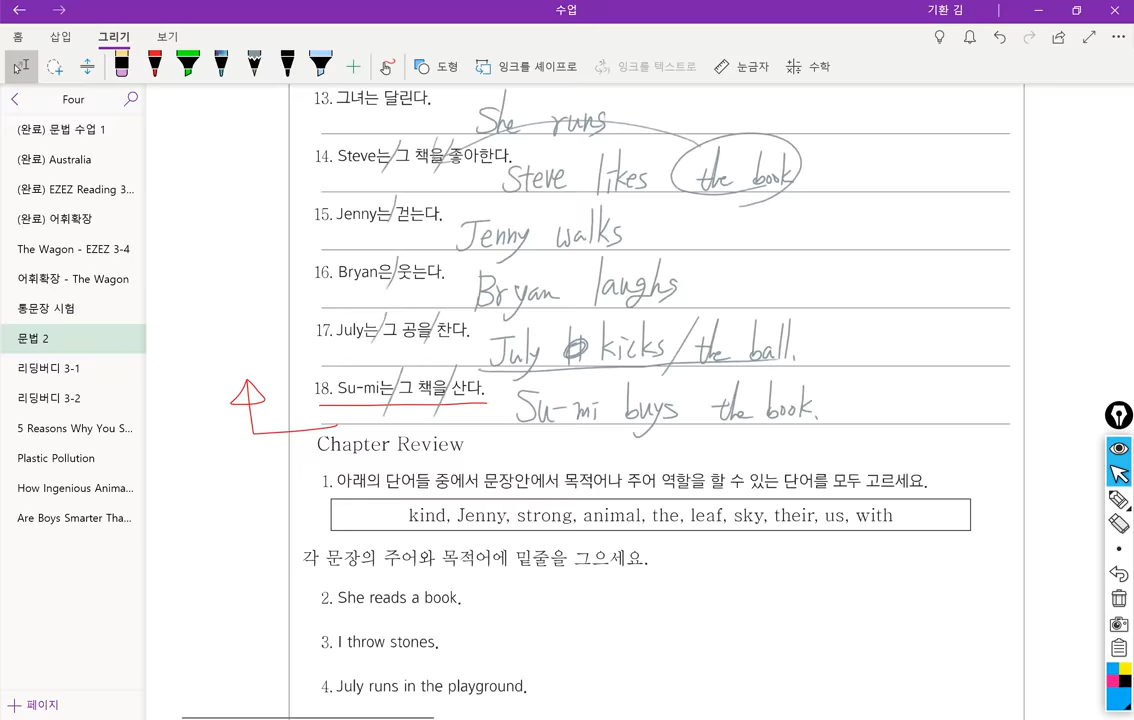 수업
기환 김
홈 삽입 그리기 보기
도형 잉크를 셰이프로 잉크를 텍스트로 눈금자 수학
Four
(완료) 문법 수업 1
(완료) Australia
(완료) EZEZ Reading 3...
(완료) 어휘확장
The Wagon - EZEZ 3-4
어휘확장 - The Wagon
통문장 시험
문법 2
리딩버디 3-1
리딩버디 3-2
5 Reasons Why You S...
Plastic Pollution
How Ingenious Anima...
Are Boys Smarter Tha...
페이지
13. 그녀는 달린다.
She runs
14. Steve는 그 책을 좋아한다.
Steve likes the book
15. Jenny는 걷는다.
Jenny walks
16. Bryan은 웃는다.
Bryan laughs
17. July는 그 공을 찬다.
July kicks / the ball.
18. Su-mi는 그 책을 산다.
Su-mi buys the book.
Chapter Review
1. 아래의 단어들 중에서 문장안에서 목적어나 주어 역할을 할 수 있는 단어를 모두 고르세요.
kind, Jenny, strong, animal, the, leaf, sky, their, us, with
각 문장의 주어와 목적어에 밑줄을 그으세요.
2. She reads a book.
3. I throw stones.
4. July runs in the playground.